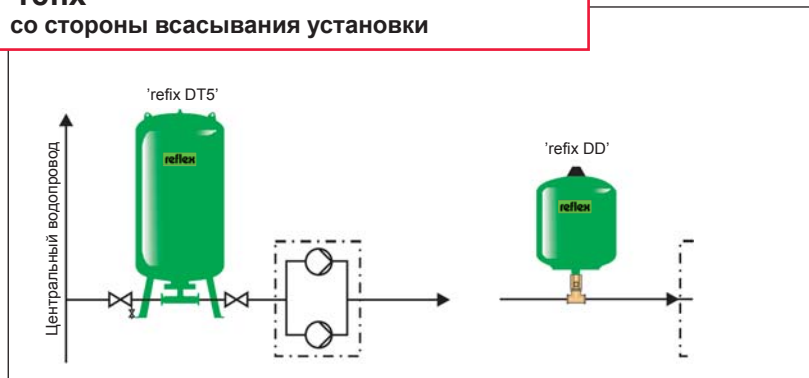 со стороны всасывания установки
'refix DT5'
reflex
Центральный водопровод
'refix DD'
reflex